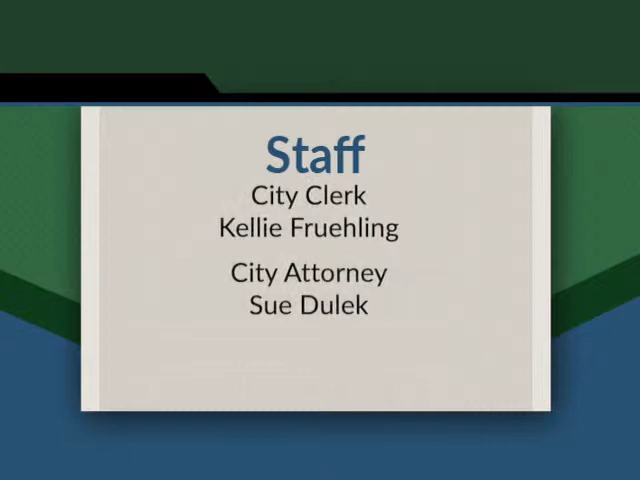 Staff
City Clerk
Kellie Fruehling
City Attorney
Sue Dulek